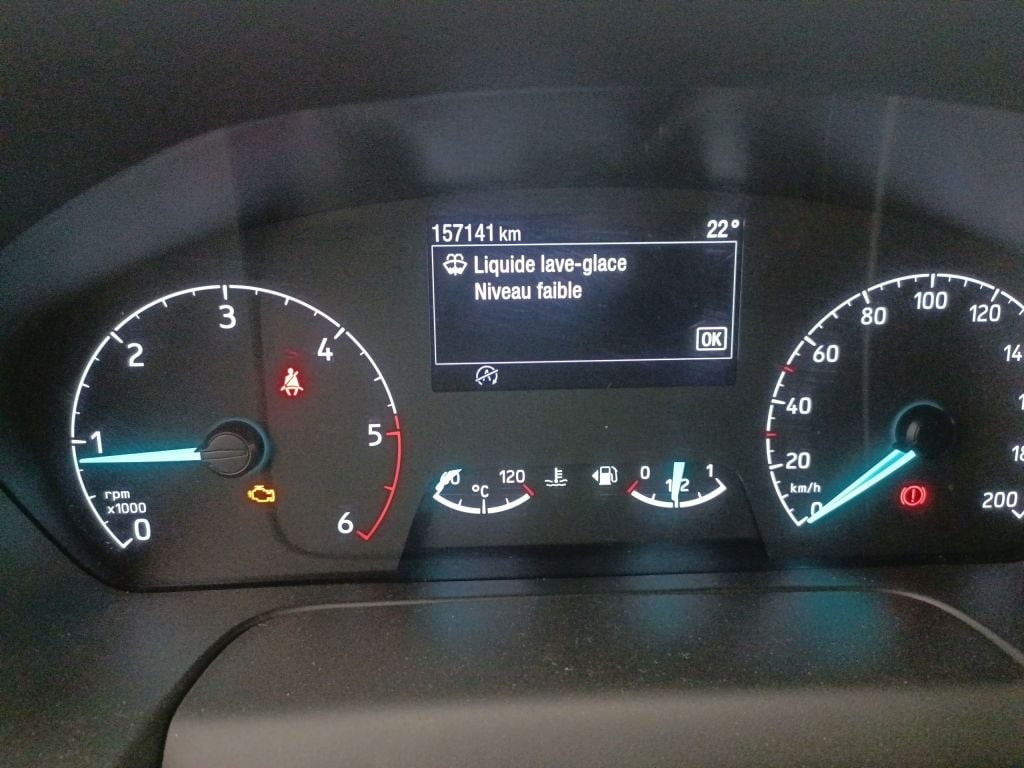 157141 km 22°
Liquide lave-glace
Niveau faible
OK
0 1 2 3 4 5 6
rpm
x1000
120
°C
0 1/2 1
0 20 40 60 80 100 120
200
km/h